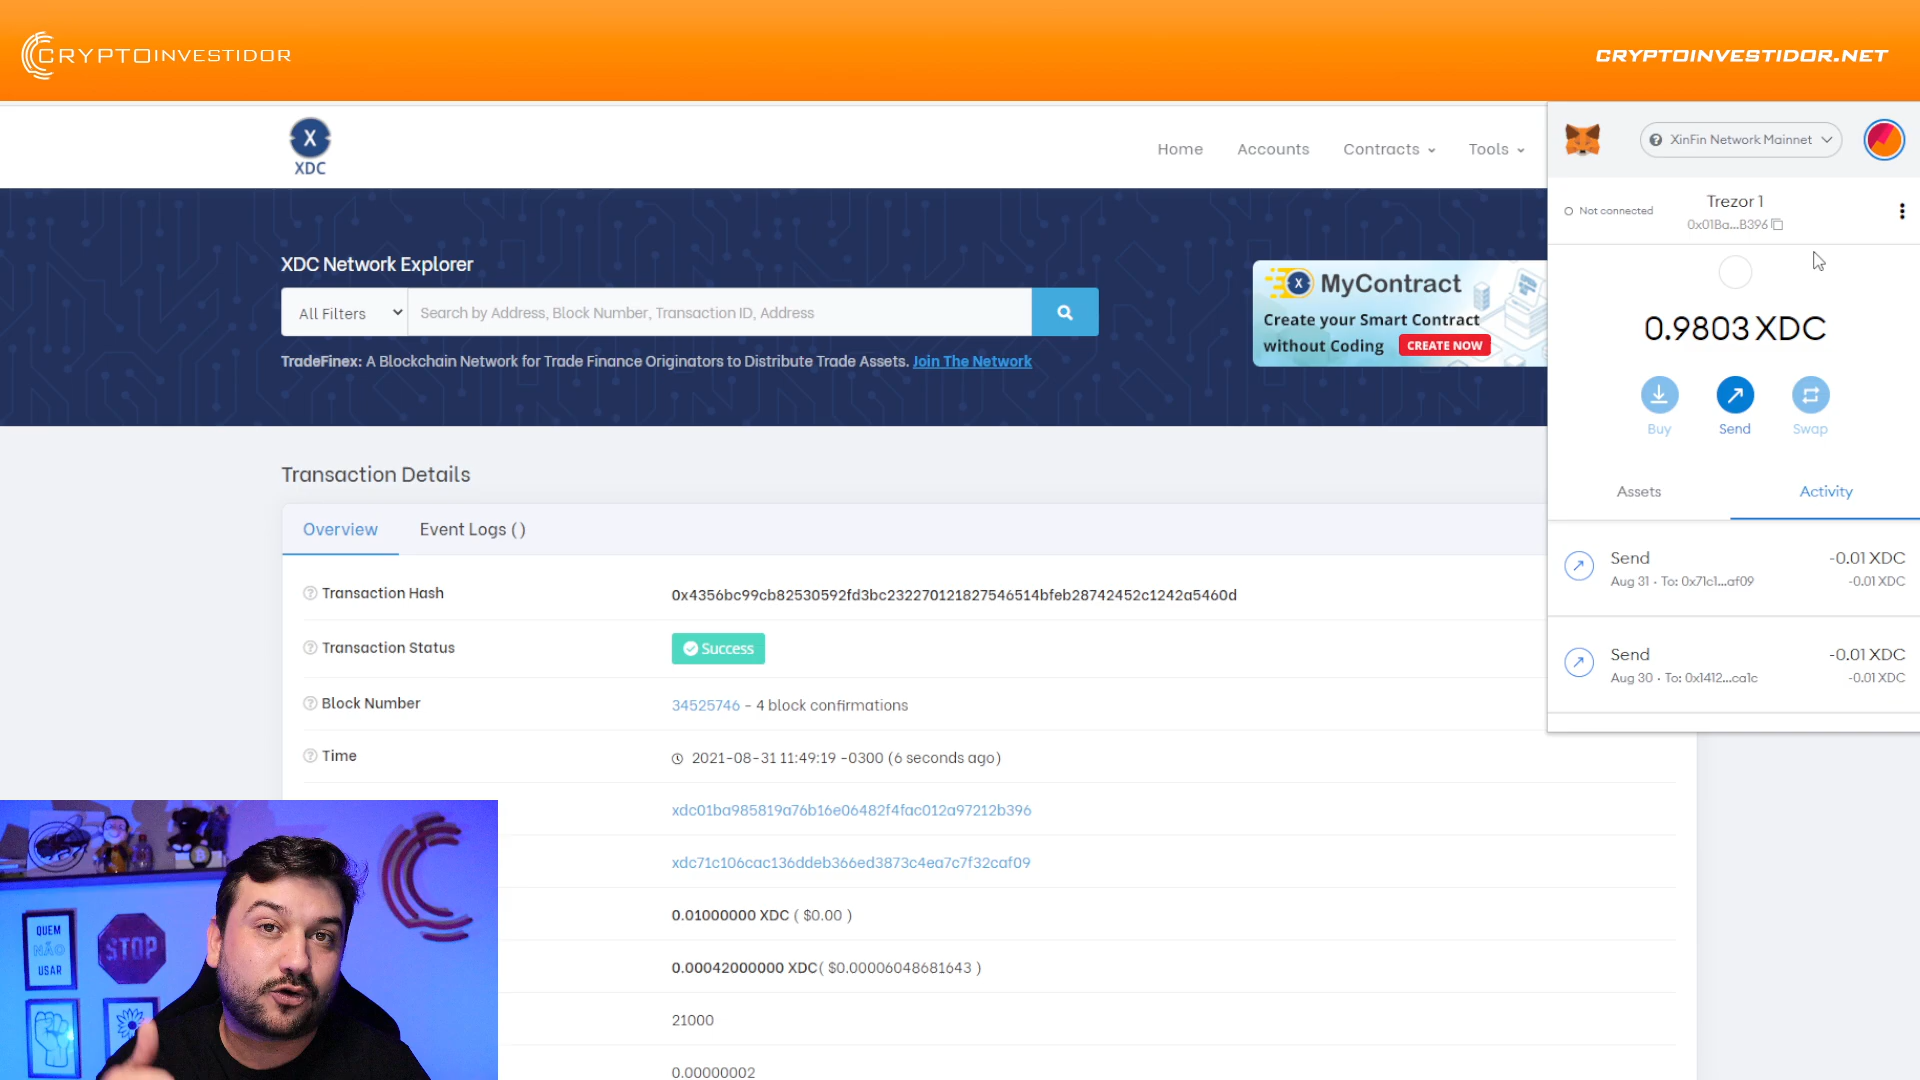 CRYPTOINVESTIDOR
CRYPTOINVESTIDOR.NET
X
XDC
Home
Accounts
Contracts
Tools
XDC Network Explorer
All Filters
Search by Address, Block Number, Transaction ID, Address
TradeFinex: A Blockchain Network for Trade Finance Originators to Distribute Trade Assets. Join The Network
X MyContract
Create your Smart Contract
without Coding CREATE NOW
XinFin Network Mainnet
Not connected
Trezor 1
0x01Ba...B396
0.9803 XDC
Buy
Send
Swap
Assets
Activity
Send
-0.01 XDC
Aug 31 · To: 0x71c1...af09
-0.01 XDC
Send
-0.01 XDC
Aug 30 · To: 0x1412...ca1c
-0.01 XDC
Transaction Details
Overview
Event Logs ( )
Transaction Hash
0x4356bc99cb82530592fd3bc232270121827546514bfeb28742452c1242a5460d
Transaction Status
Success
Block Number
34525746 - 4 block confirmations
Time
2021-08-31 11:49:19 -0300 (6 seconds ago)
xdc01ba985819a76b16e06482f4fac012a97212b396
xdc71c106cac136ddeb366ed3873c4ea7c7f32caf09
0.01000000 XDC ( $0.00 )
0.00042000000 XDC( $0.00006048681643 )
21000
0.00000002
QUEM
NÃO
USAR
STOP